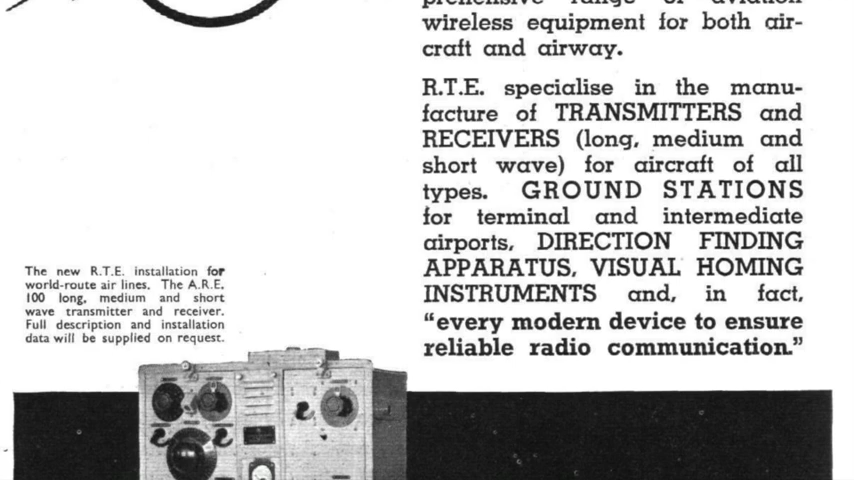 prehensive range of aviation
wireless equipment for both air-
craft and airway.
R.T.E. specialise in the manu-
facture of TRANSMITTERS and
RECEIVERS (long, medium and
short wave) for aircraft of all
types. GROUND STATIONS
for terminal and intermediate
airports, DIRECTION FINDING
APPARATUS, VISUAL HOMING
INSTRUMENTS and, in fact,
“every modern device to ensure
reliable radio communication.”
The new R.T.E. installation for
world-route air lines. The A.R.E.
100 long, medium and short
wave transmitter and receiver.
Full description and installation
data will be supplied on request.